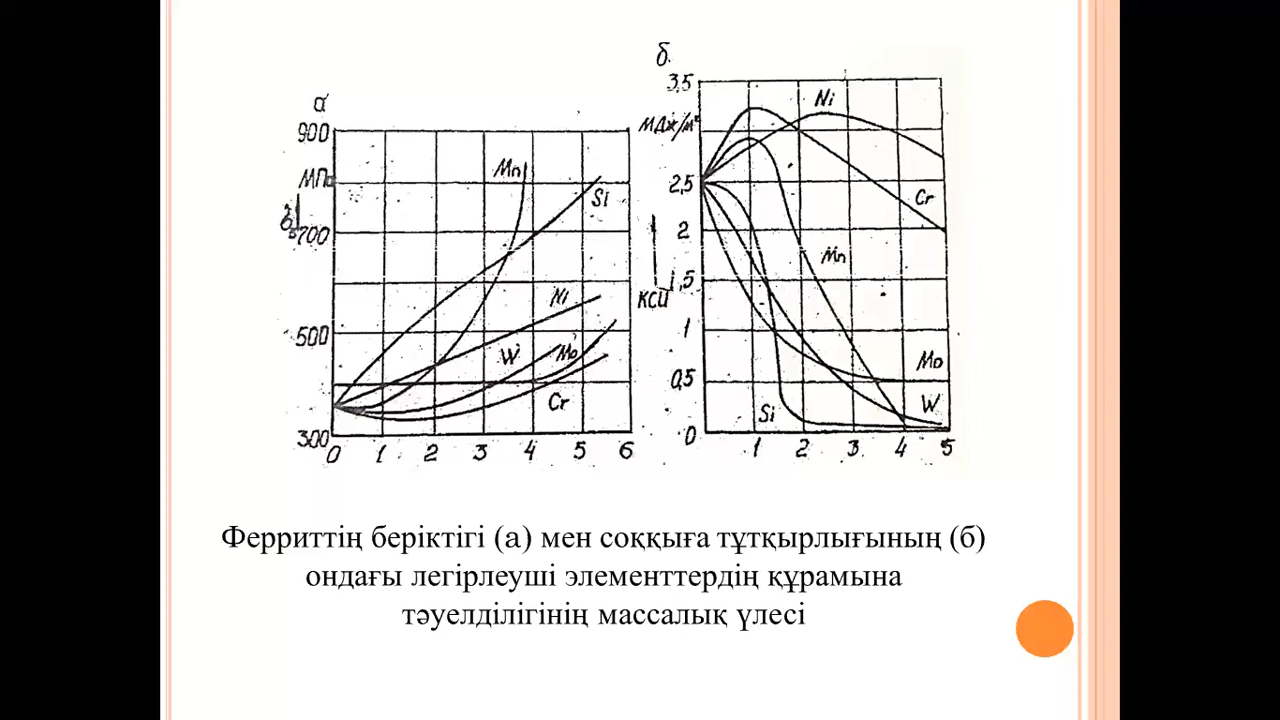 а
900
МПа
σв
700
500
300
0 1 2 3 4 5 6
Mn
Si
Ni
W
Mo
Cr
б.
3,5
МДж/м²
2,5
2
1,5
KCU
1
0,5
0
1 2 3 4 5
Ni
Cr
Mn
Mo
W
Si
Ферриттің беріктігі (а) мен соққыға тұтқырлығының (б)
ондағы легірлеуші элементтердің құрамына
тәуелділігінің массалық үлесі